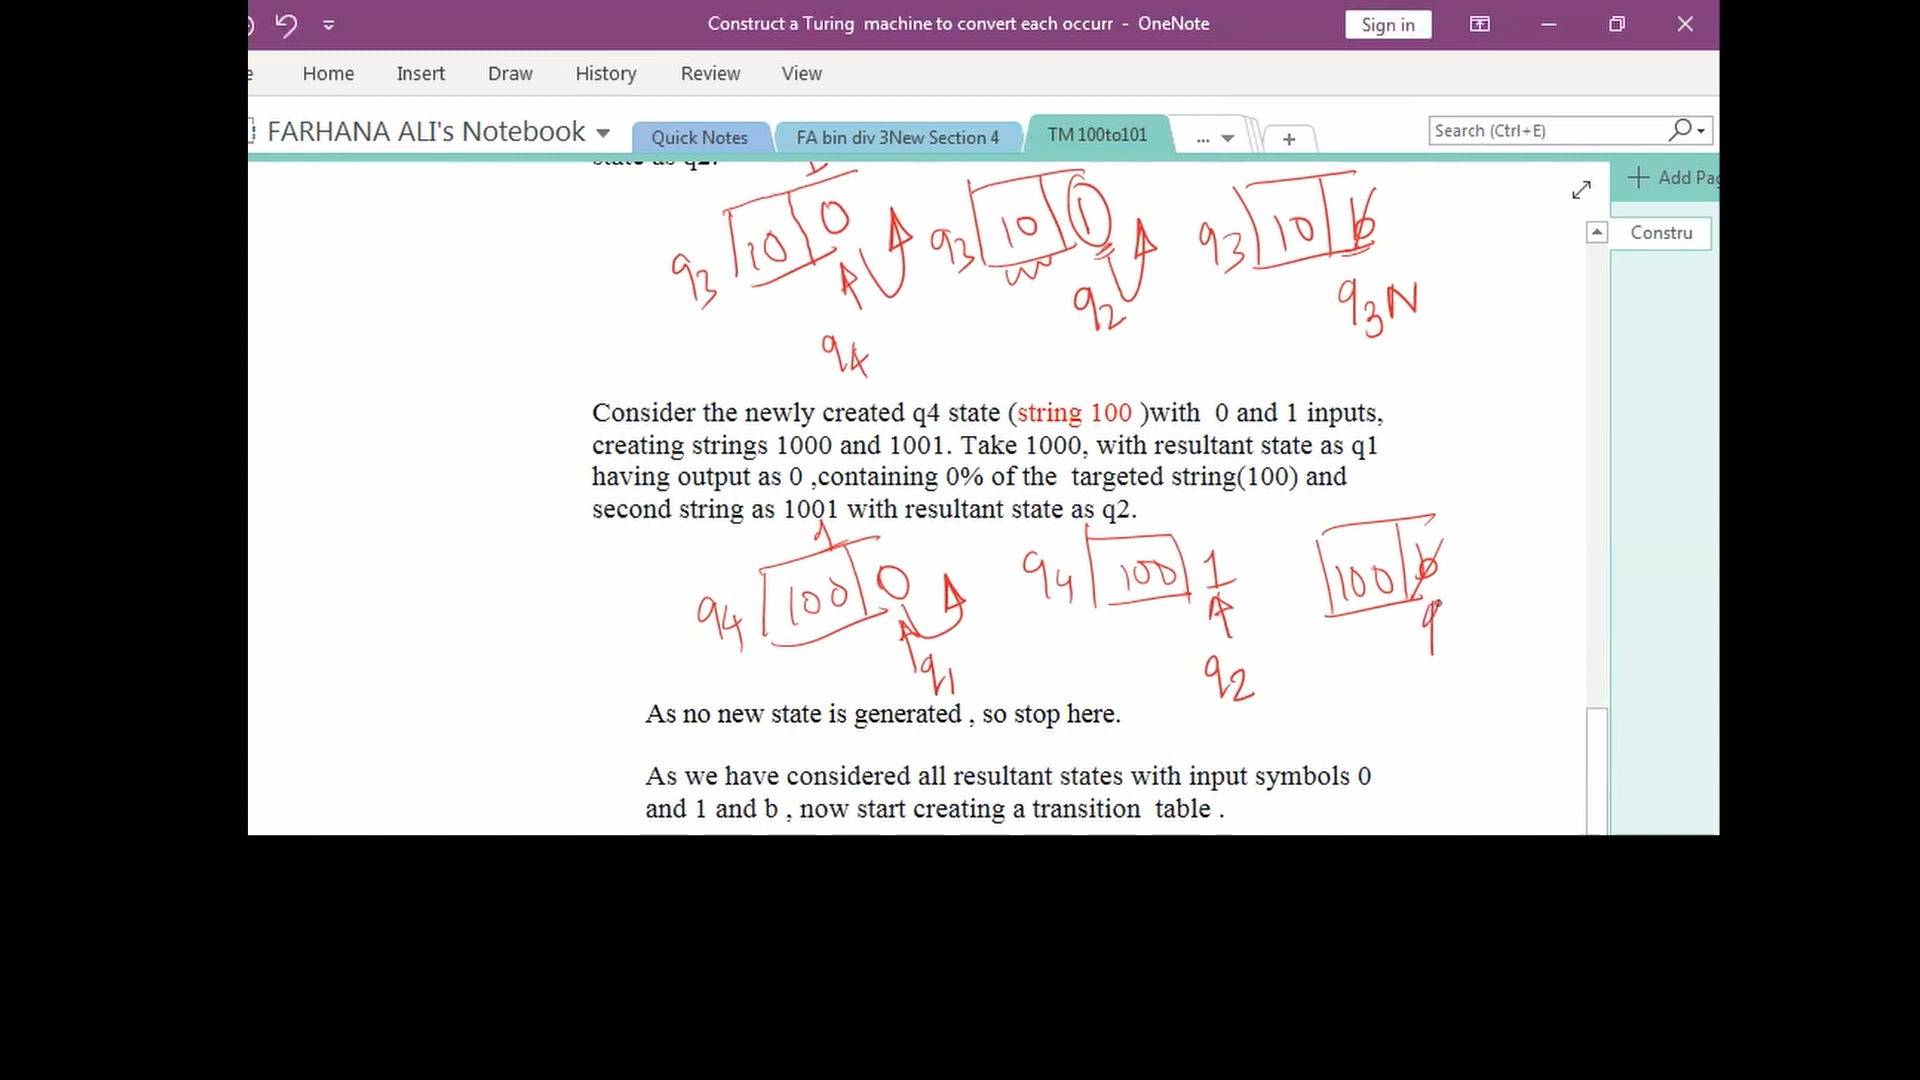 Construct a Turing machine to convert each occurr - OneNote
Sign in
Home Insert Draw History Review View
FARHANA ALI's Notebook
Quick Notes
FA bin div 3New Section 4
TM 100to101
...
+
Search (Ctrl+E)
+ Add Pag
Constru
state as q2.
q3 10 0 q4
q3 10 1 q2
q3 10 b q3 N
Consider the newly created q4 state (string 100 )with 0 and 1 inputs,
creating strings 1000 and 1001. Take 1000, with resultant state as q1
having output as 0 ,containing 0% of the targeted string(100) and
second string as 1001 with resultant state as q2.
1
q4 100 0 q1
q4 100 1 q2
100 b q
As no new state is generated , so stop here.
As we have considered all resultant states with input symbols 0
and 1 and b , now start creating a transition table .